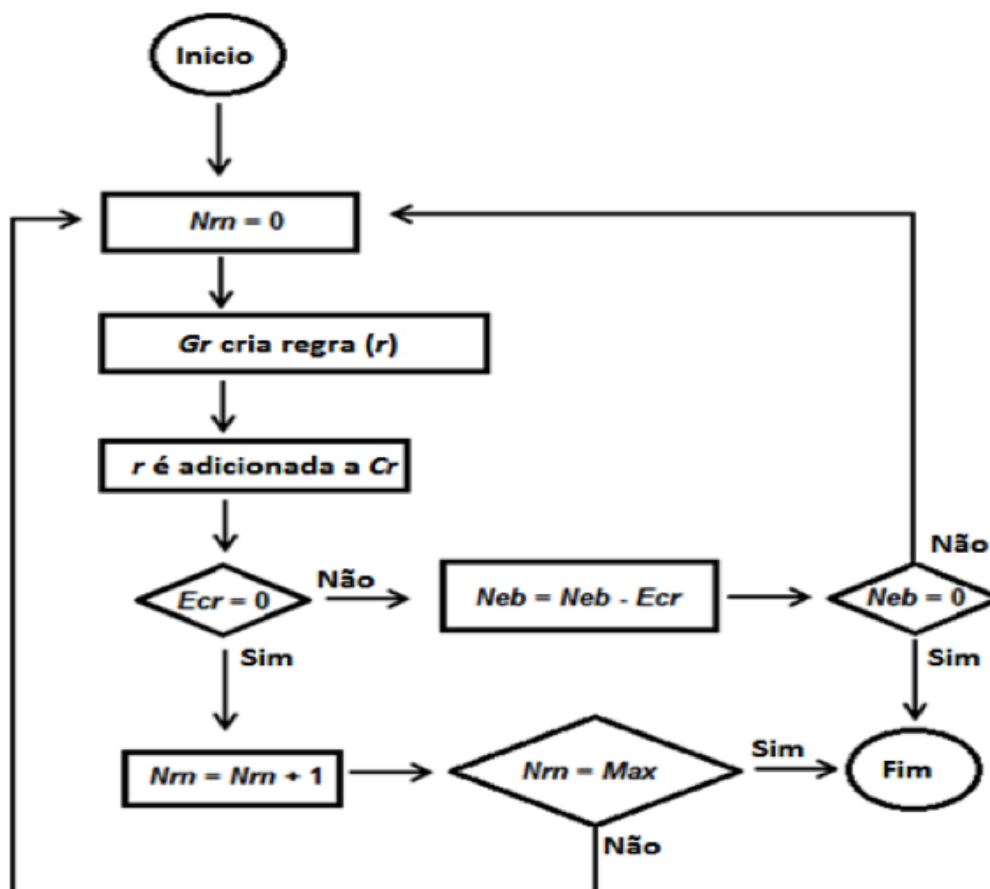 Inicio
Nrn = 0
Gr cria regra (r)
r é adicionada a Cr
Ecr = 0
Não
Neb = Neb - Ecr
Neb = 0
Não
Sim
Sim
Nrn = Nrn + 1
Nrn = Max
Sim
Fim
Não